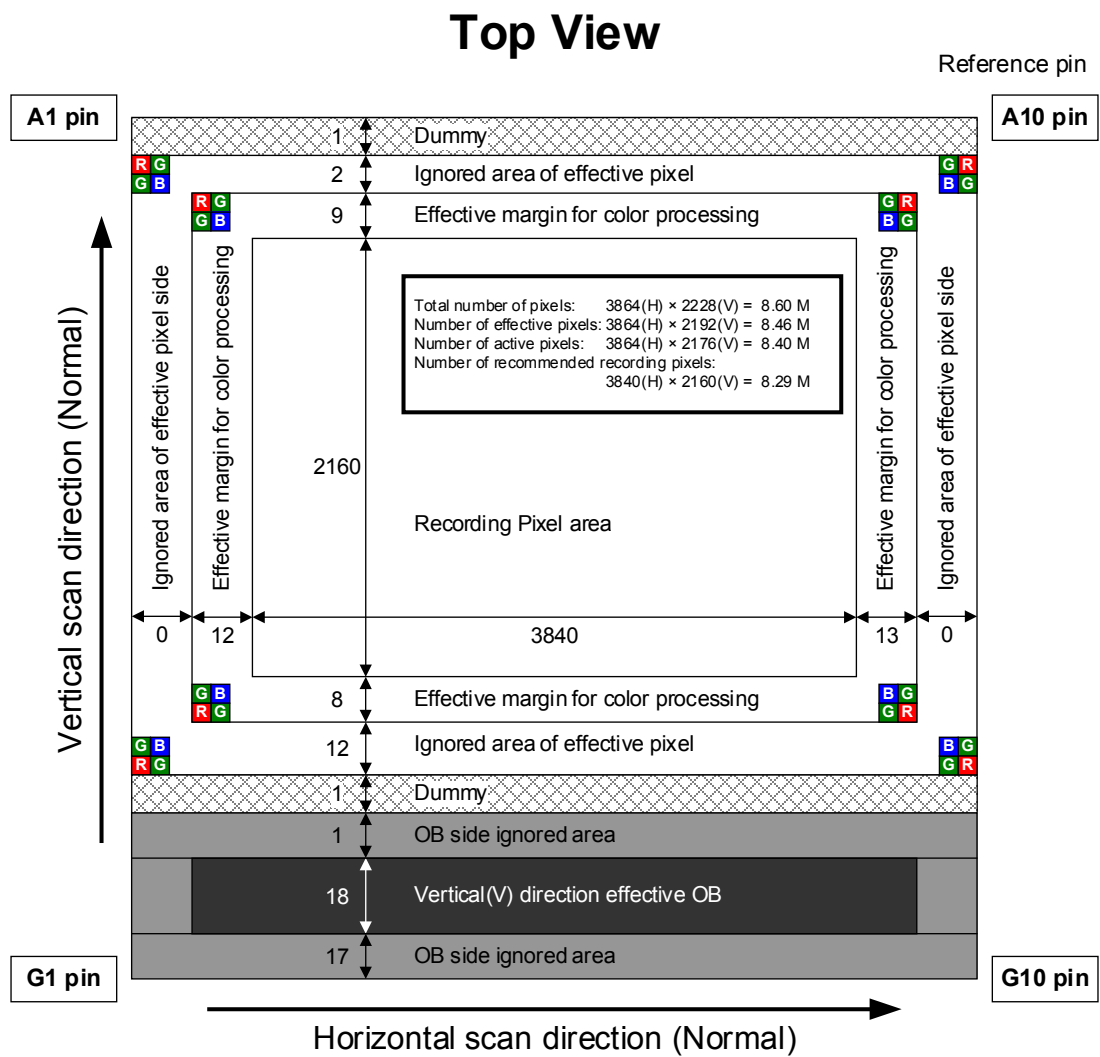 Top View
Reference pin
A1 pin
A10 pin
1
Dummy
R G
G B
G R
B G
2
Ignored area of effective pixel
R G
G B
G R
B G
9
Effective margin for color processing
Total number of pixels: 3864(H) × 2228(V) = 8.60 M
Number of effective pixels: 3864(H) × 2192(V) = 8.46 M
Number of active pixels: 3864(H) × 2176(V) = 8.40 M
Number of recommended recording pixels:
3840(H) × 2160(V) = 8.29 M
Vertical scan direction (Normal)
Ignored area of effective pixel side
Effective margin for color processing
2160
Recording Pixel area
Effective margin for color processing
Ignored area of effective pixel side
0
12
3840
13
0
G B
R G
B G
G R
8
Effective margin for color processing
G B
R G
B G
G R
12
Ignored area of effective pixel
1
Dummy
1
OB side ignored area
18
Vertical(V) direction effective OB
17
OB side ignored area
G1 pin
G10 pin
Horizontal scan direction (Normal)